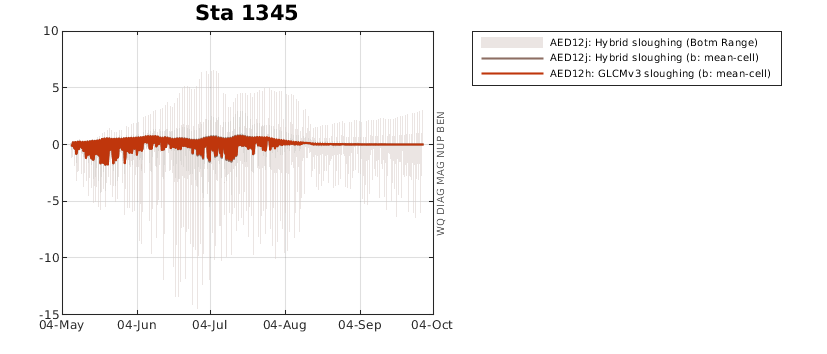 Sta 1345
10
5
0
-5
-10
-15
04-May 04-Jun 04-Jul 04-Aug 04-Sep 04-Oct
WQ DIAG MAG NUP BEN
AED12j: Hybrid sloughing (Botm Range)
AED12j: Hybrid sloughing (b: mean-cell)
AED12h: GLCMv3 sloughing (b: mean-cell)